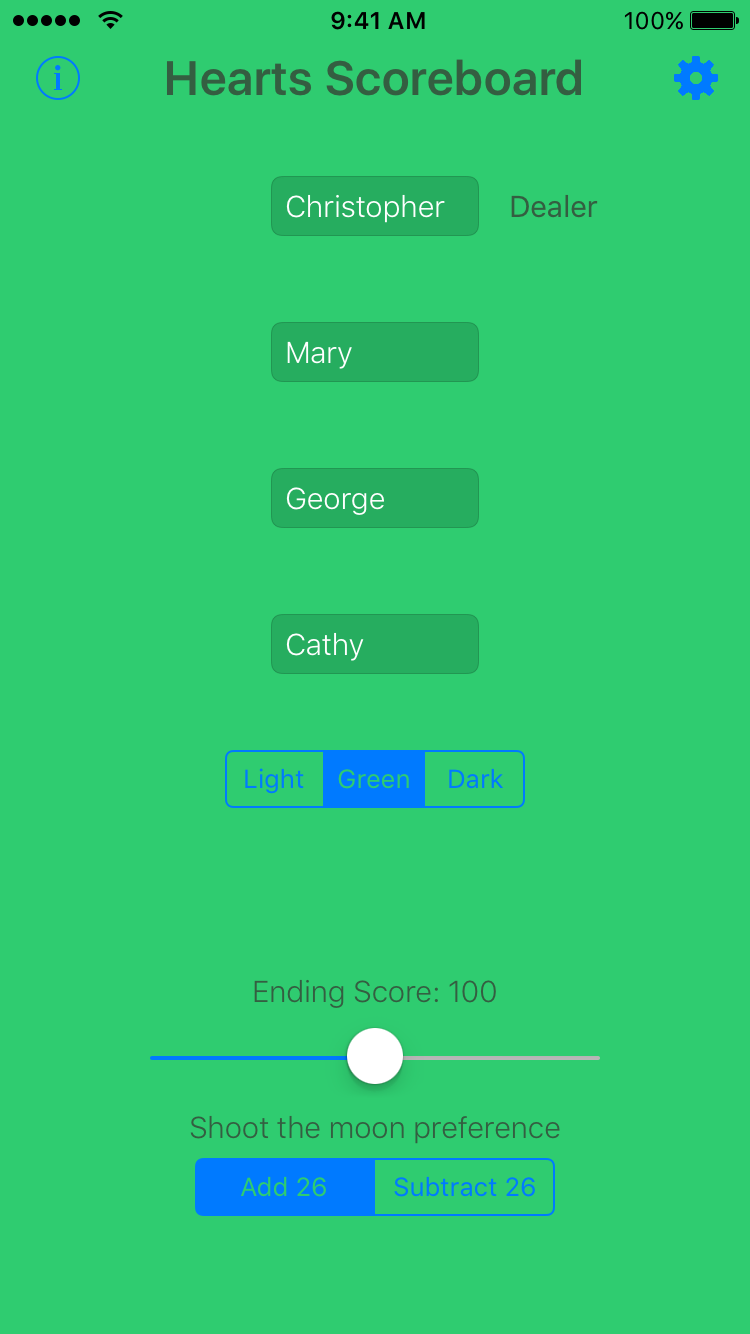 9:41 AM 100%
i Hearts Scoreboard
Christopher Dealer
Mary
George
Cathy
Light Green Dark
Ending Score: 100
Shoot the moon preference
Add 26 Subtract 26